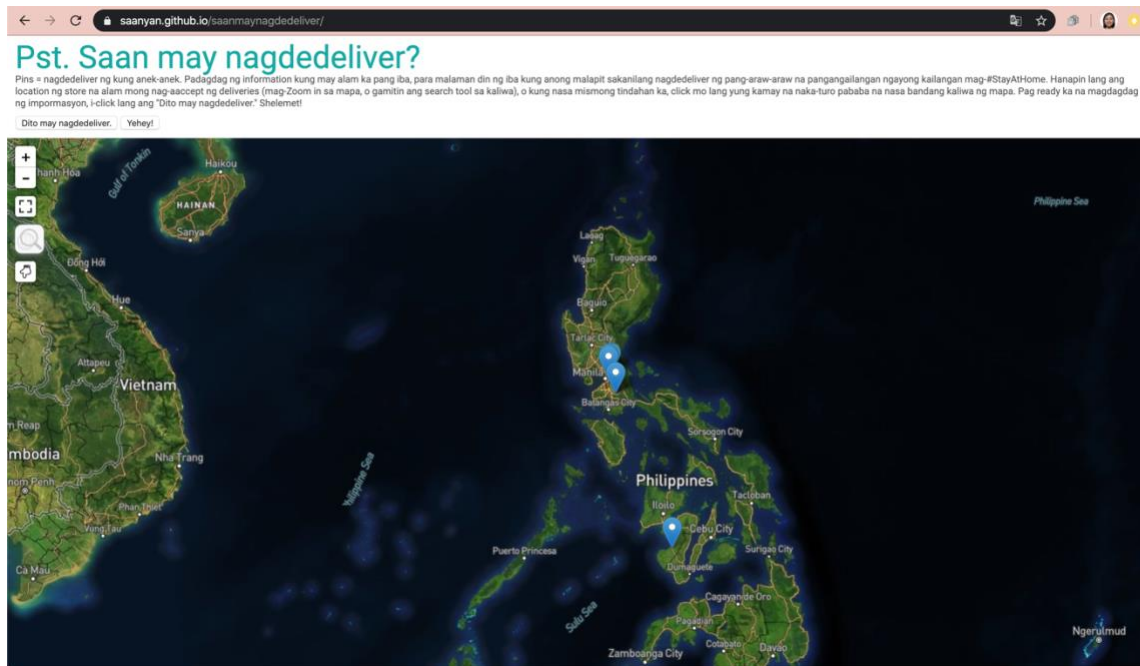 saanyan.github.io/saanmaynagdedeliver/
Pst. Saan may nagdedeliver?
Pins = nagdedeliver ng kung anek-anek. Padagdag ng information kung may alam ka pang iba, para malaman din ng iba kung anong malapit sakanilang nagdedeliver ng pang-araw-araw na pangangailangan ngayong kailangan mag-#StayAtHome. Hanapin lang ang
location ng store na alam mong nag-aaccept ng deliveries (mag-Zoom in sa mapa, o gamitin ang search tool sa kaliwa), o kung nasa mismong tindahan ka, click mo lang yung kamay na naka-turo pababa na nasa bandang kaliwa ng mapa. Pag ready ka na magdagdag
ng impormasyon, i-click lang ang "Dito may nagdedeliver." Shelemet!
Dito may nagdedeliver. Yehey!
+
-
Gulf of Tonkin
Haikou
hanh Hóa
HAINAN
Sanya
Philippine Sea
Laoag
Đông Hới
Vigan Tuguegarao
Hue
Baguio
Tarlac City
Attapeu
Manila
Vietnam
Batangas City
m Reap
Sorsogon City
mbodia
Nha Trang
Philippines
nom Penh
Tacloban
Iloilo
Phan Thiet
Cebu City
Vung Tau
Puerto Princesa
Surigao City
Ca Mau
Dumaguete
Cagayan de Oro
Sulu Sea
Pagadian
Ngerulmud
Cotabato
Davao
Zamboanga City